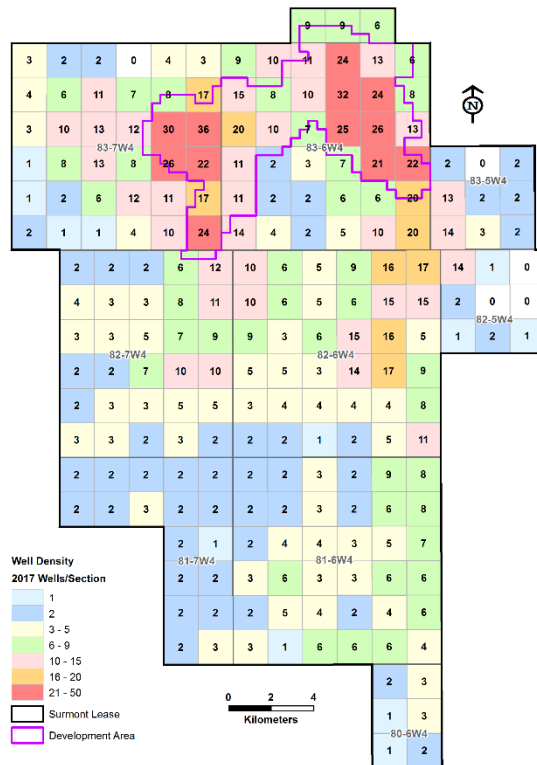 9 9 6
3 2 2 0 4 3 9 10 11 24 13 6
4 6 11 7 8 17 15 8 10 32 24 8
N
3 10 13 12 30 36 20 10 7 25 26 13
83-7W4 83-6W4
1 8 13 8 26 22 11 2 3 7 21 22 2 0 2
83-5W4
1 2 6 12 11 17 11 2 2 6 6 20 13 2 2
2 1 1 4 10 24 14 4 2 5 10 20 14 3 2
2 2 2 6 12 10 6 5 9 16 17 14 1 0
4 3 3 8 11 10 6 5 6 15 15 2 0 0
82-5W4
3 3 5 7 9 9 3 6 15 16 5 1 2 1
82-7W4 82-6W4
2 2 7 10 10 5 5 3 14 17 9
2 3 3 5 5 3 4 4 4 4 8
3 3 2 3 2 2 2 1 2 5 11
2 2 2 2 2 2 2 3 2 9 8
2 2 3 2 2 2 2 3 2 6 8
2 1 2 4 4 3 5 7
81-7W4 81-6W4
2 2 3 6 3 3 6 6
2 2 2 5 4 2 4 6
2 3 3 1 6 6 6 4
2 3
1 3
80-6W4
1 2
Well Density
2017 Wells/Section
1
2
3 - 5
6 - 9
10 - 15
16 - 20
21 - 50
Surmont Lease
Development Area
0 2 4
Kilometers